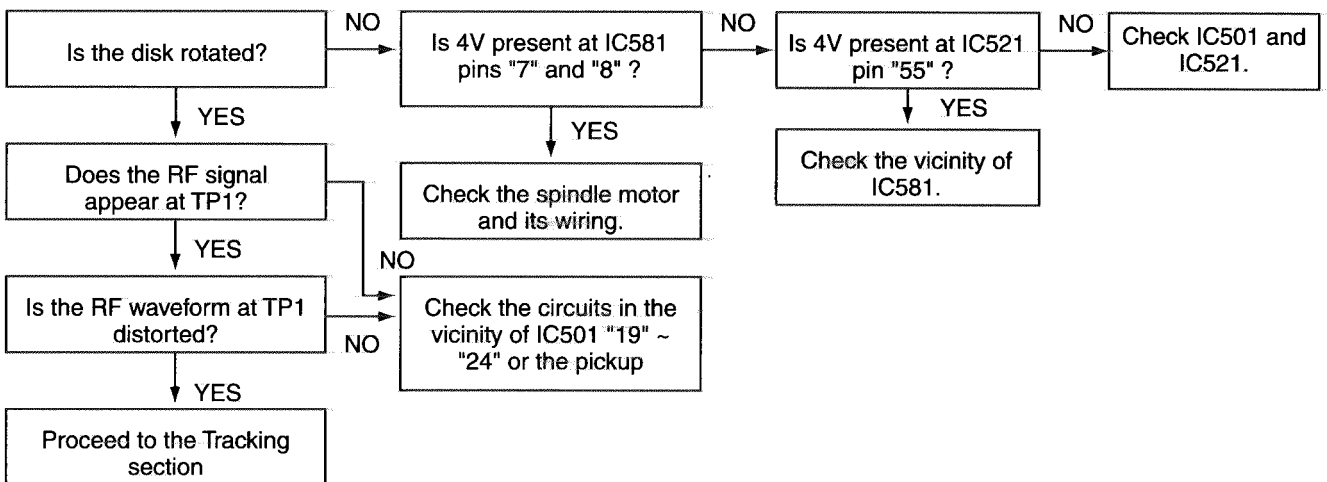 Is the disk rotated?
NO
Is 4V present at IC581
pins "7" and "8" ?
NO
Is 4V present at IC521
pin "55" ?
NO
Check IC501 and
IC521.
YES
YES
YES
Does the RF signal
appear at TP1?
Check the spindle motor
and its wiring.
Check the vicinity of
IC581.
YES
NO
Is the RF waveform at TP1
distorted?
NO
Check the circuits in the
vicinity of IC501 "19" ~
"24" or the pickup
YES
Proceed to the Tracking
section